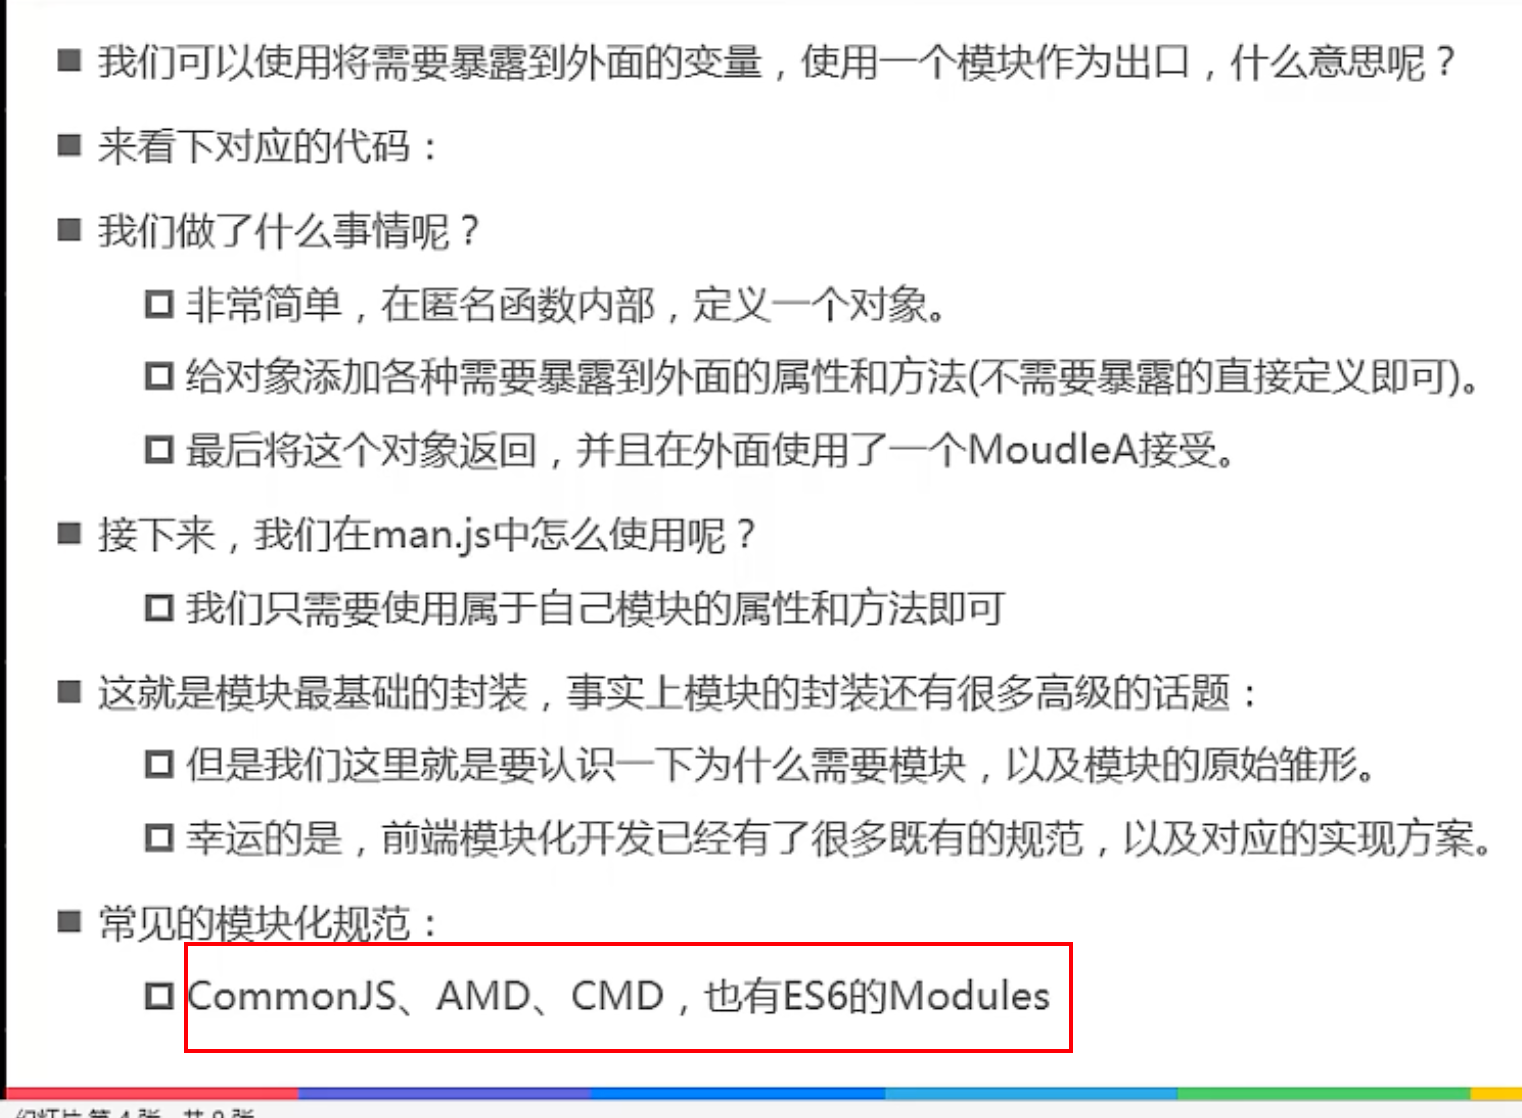 我们可以使用将需要暴露到外面的变量，使用一个模块作为出口，什么意思呢？
来看下对应的代码：
我们做了什么事情呢？
非常简单，在匿名函数内部，定义一个对象。
给对象添加各种需要暴露到外面的属性和方法(不需要暴露的直接定义即可)。
最后将这个对象返回，并且在外面使用了一个MoudleA接受。
接下来，我们在man.js中怎么使用呢？
我们只需要使用属于自己模块的属性和方法即可
这就是模块最基础的封装，事实上模块的封装还有很多高级的话题：
但是我们这里就是要认识一下为什么需要模块，以及模块的原始雏形。
幸运的是，前端模块化开发已经有了很多既有的规范，以及对应的实现方案。
常见的模块化规范：
CommonJS、AMD、CMD，也有ES6的Modules